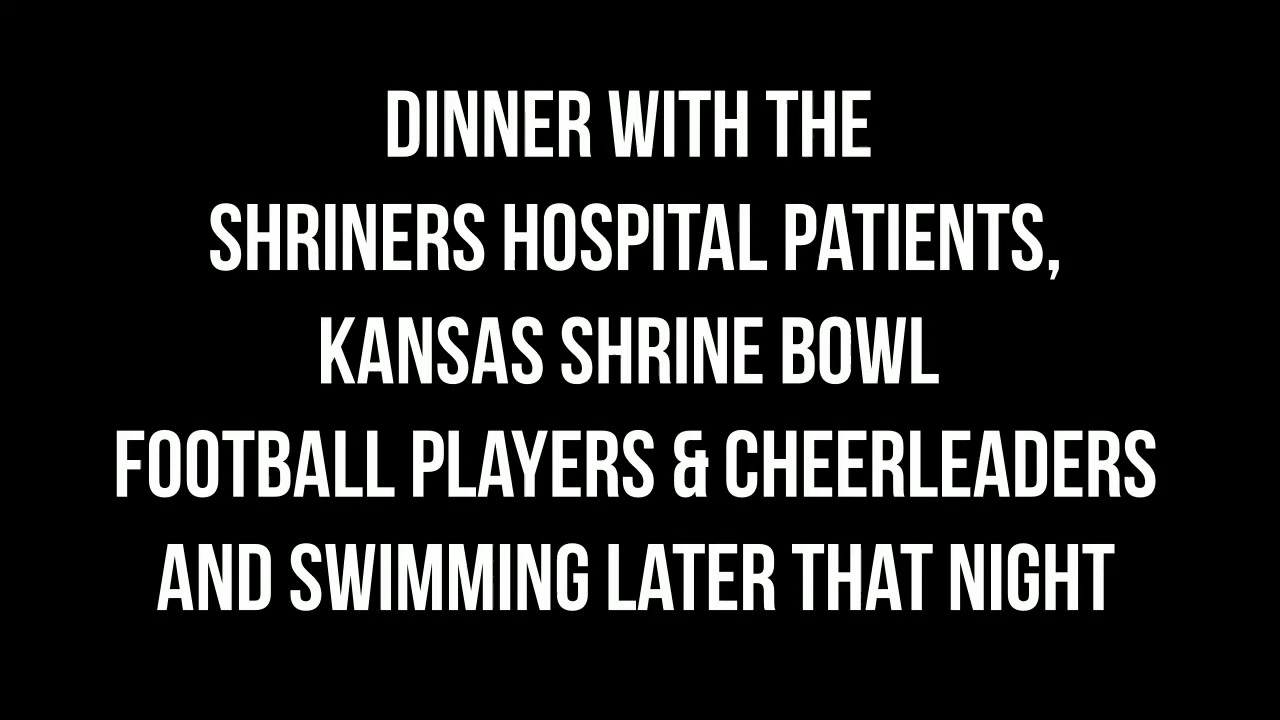 DINNER WITH THE
SHRINERS HOSPITAL PATIENTS,
KANSAS SHRINE BOWL
FOOTBALL PLAYERS & CHEERLEADERS
AND SWIMMING LATER THAT NIGHT